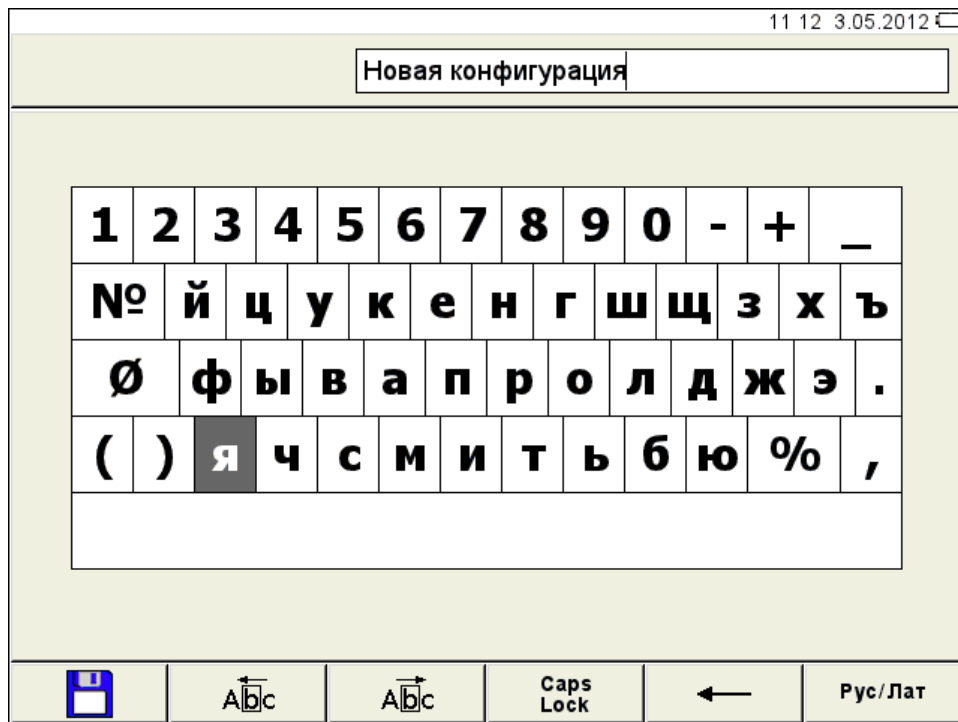 11 12 3.05.2012
Новая конфигурация
1 2 3 4 5 6 7 8 9 0 - + _
№ й ц у к е н г ш щ з х ъ
Ø ф ы в а п р о л д ж э .
( ) я ч с м и т ь б ю % ,
Abc Abc Caps Lock ← Рус/Лат